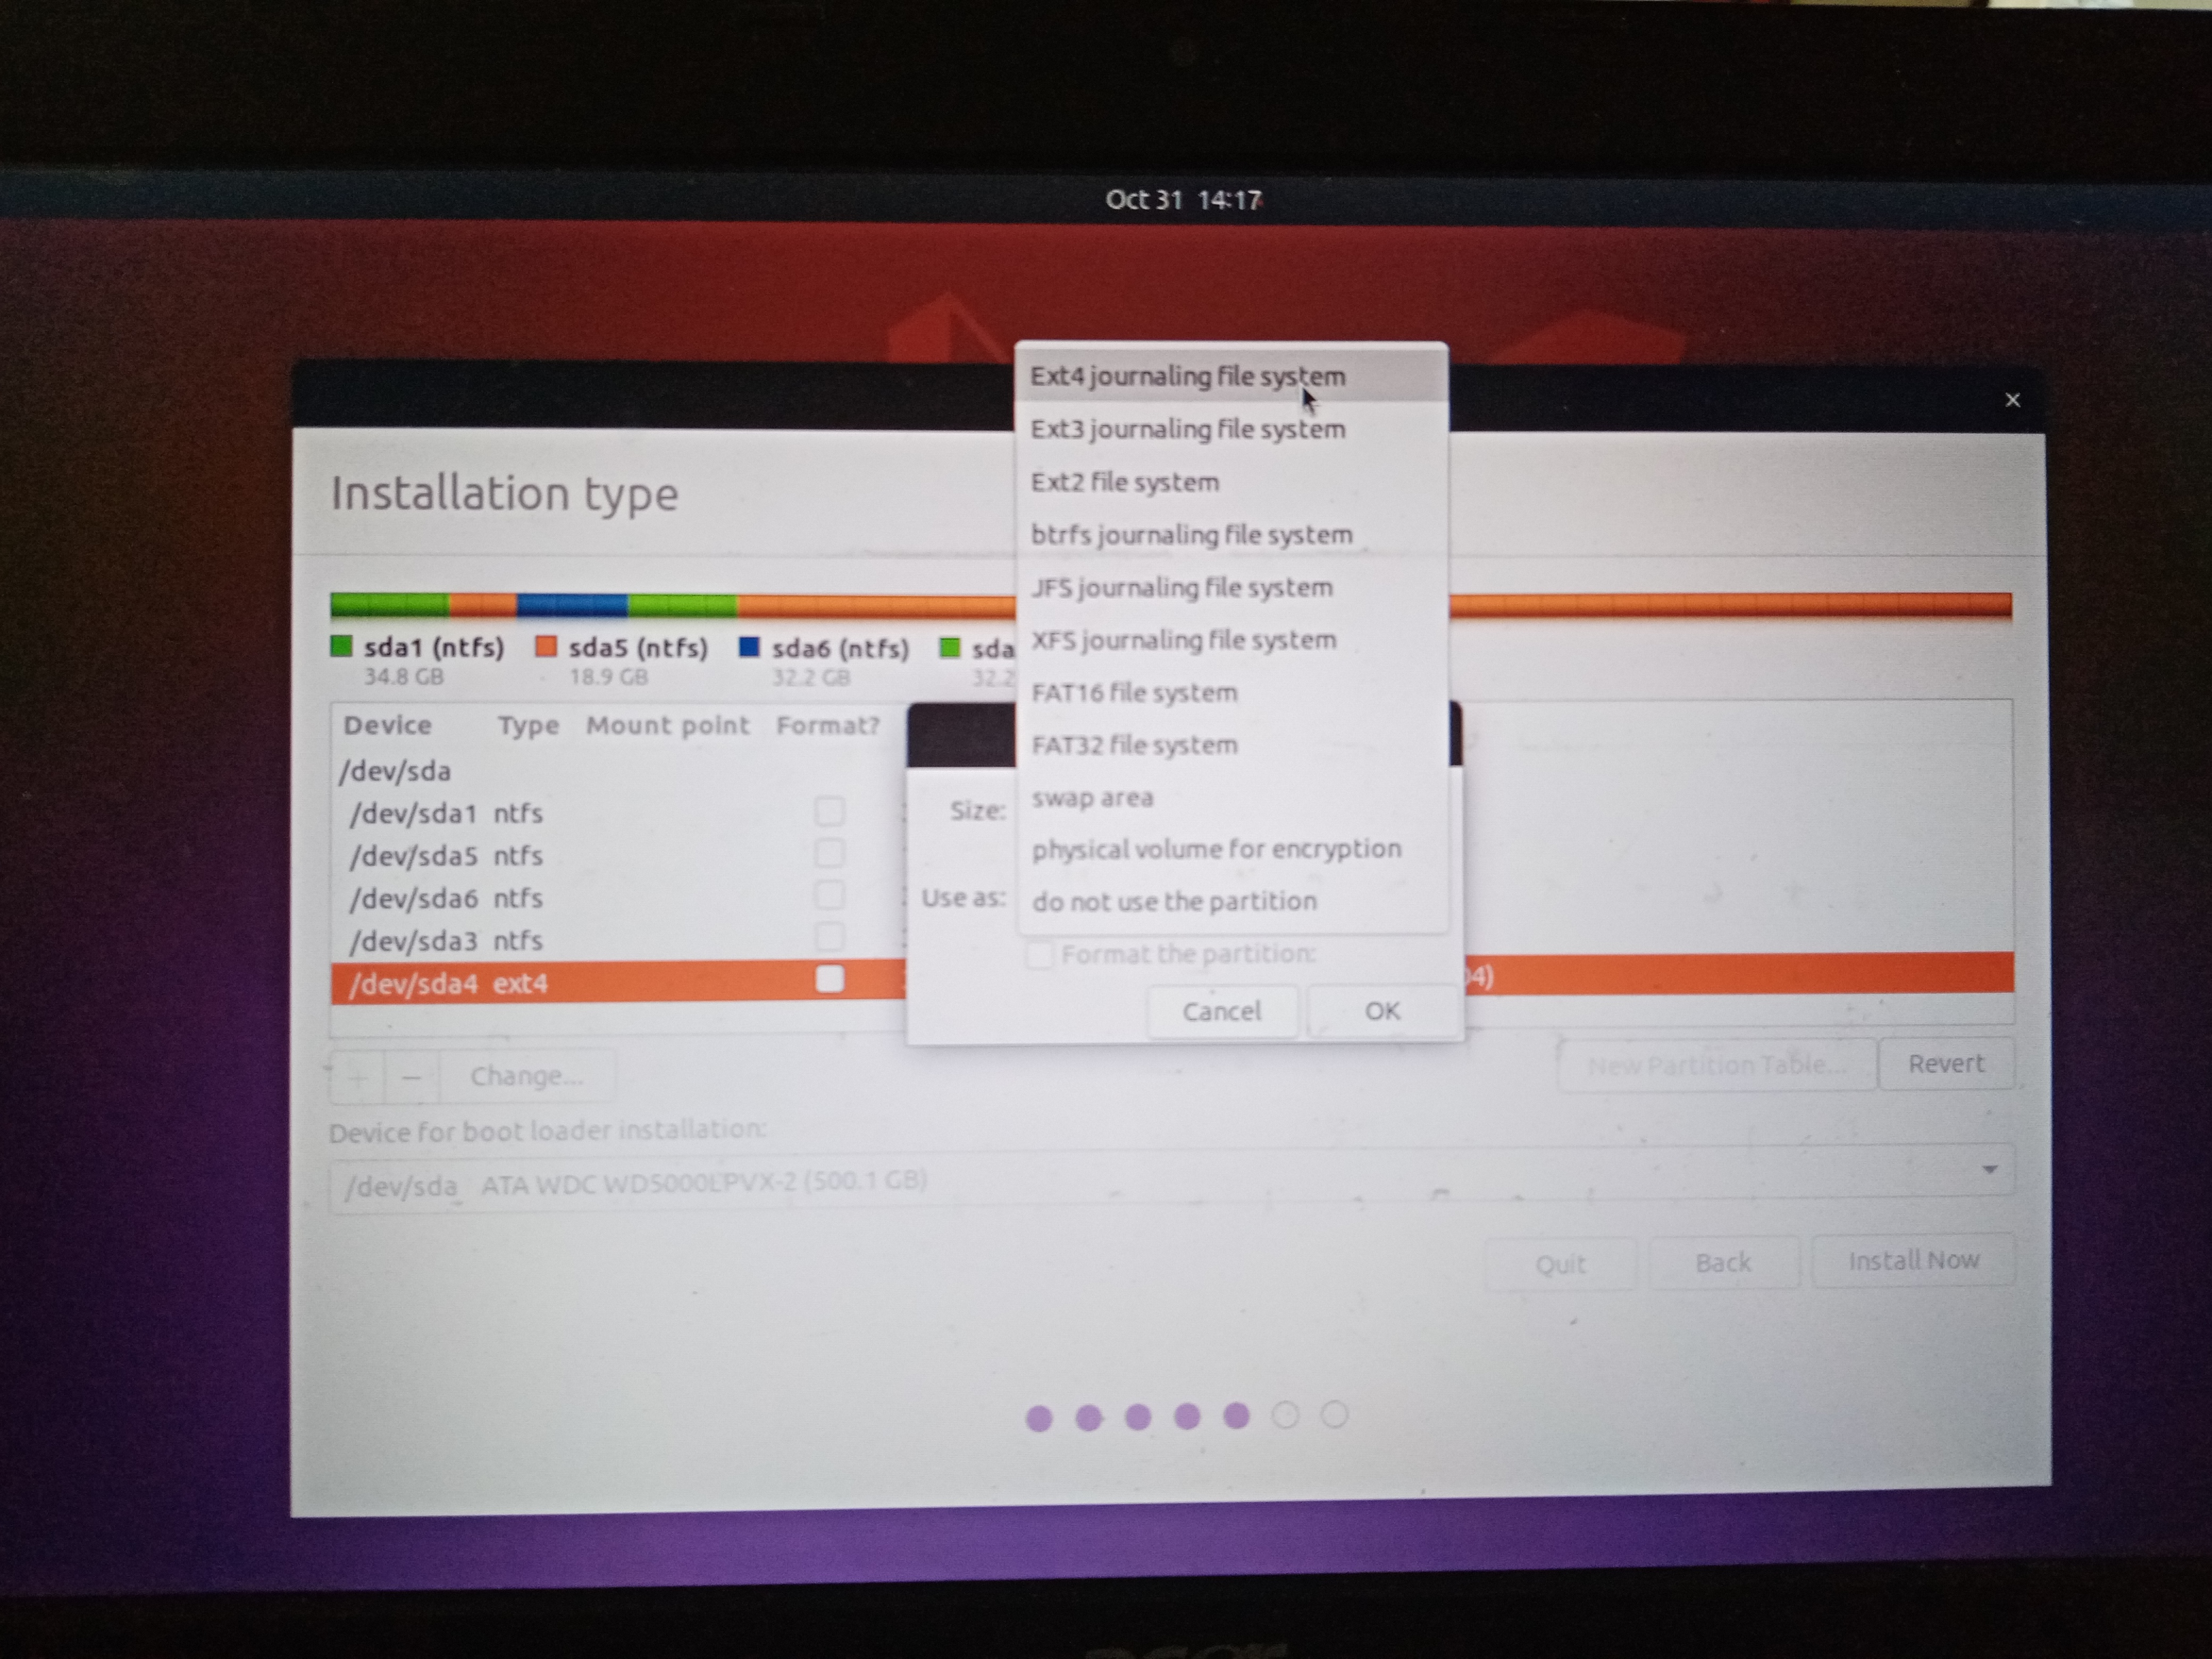 Oct 31 14:17
Ext4 journaling file system
Ext3 journaling file system
Ext2 file system
btrfs journaling file system
JFS journaling file system
XFS journaling file system
FAT16 file system
FAT32 file system
swap area
physical volume for encryption
do not use the partition
Installation type
sda1 (ntfs) sda5 (ntfs) sda6 (ntfs) sda
34.8 GB 18.9 GB 32.2 GB 32.2
Device Type Mount point Format?
/dev/sda
/dev/sda1 ntfs
/dev/sda5 ntfs
/dev/sda6 ntfs
/dev/sda3 ntfs
/dev/sda4 ext4
04)
Size:
Use as:
Format the partition:
Cancel OK
+ − Change...
New Partition Table... Revert
Device for boot loader installation:
/dev/sda ATA WDC WD5000LPVX-2 (500.1 GB)
Quit Back Install Now